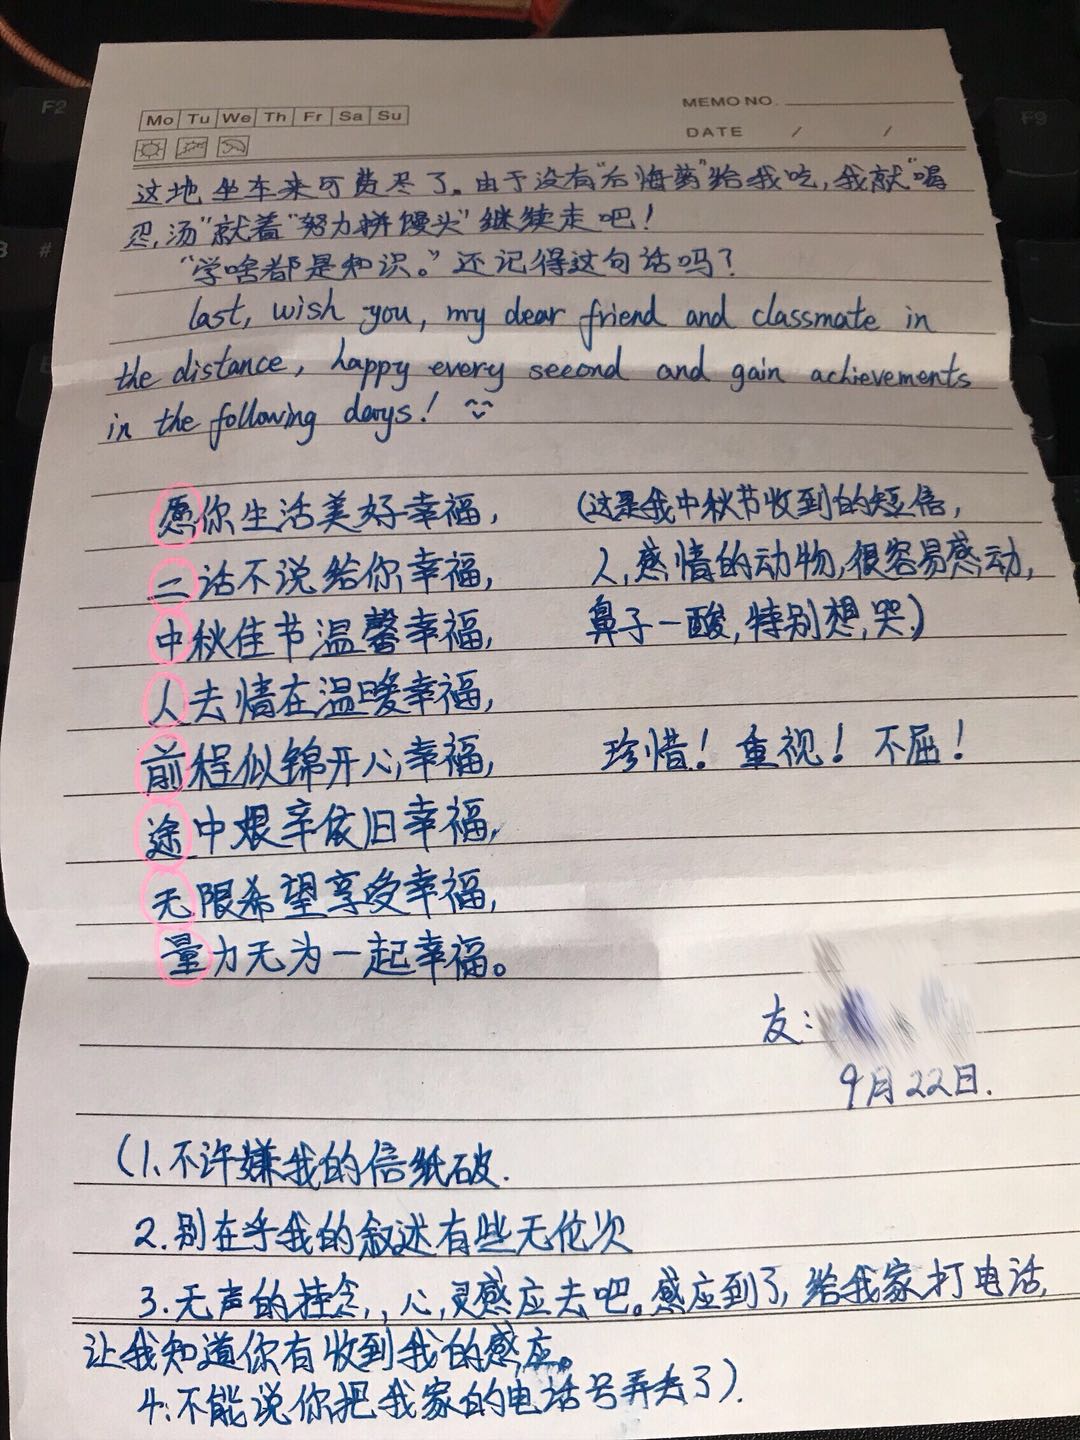 Mo Tu We Th Fr Sa Su
MEMO NO.
DATE / /
这地坐车来可费尽了。由于没有"后悔药"给我吃,我就"喝
忍,汤"就着"努力拼馒头"继续走吧!
"学啥都是知识。"还记得这句话吗?
last, wish you, my dear friend and classmate in
the distance, happy every second and gain achievements
in the following days!
愿你生活美好幸福, (这是我中秋节收到的短信,
二话不说给你幸福, 人,感情的动物,很容易感动,
中秋佳节温馨幸福, 鼻子一酸,特别想,哭.)
人去情在温暖幸福,
前程似锦开心幸福, 珍惜!重视!不屈!
途中艰辛依旧幸福,
无限希望享受幸福,
量力无为一起幸福。
友:
9月22日.
(1、不许嫌我的信纸破.
2.别在乎我的叙述有些无伦次
3.无声的挂念,,心,灵感应去吧。感应到了,给我家打电话,
让我知道你有收到我的感应。
4:不能说你把我家的电话号弄丢了).